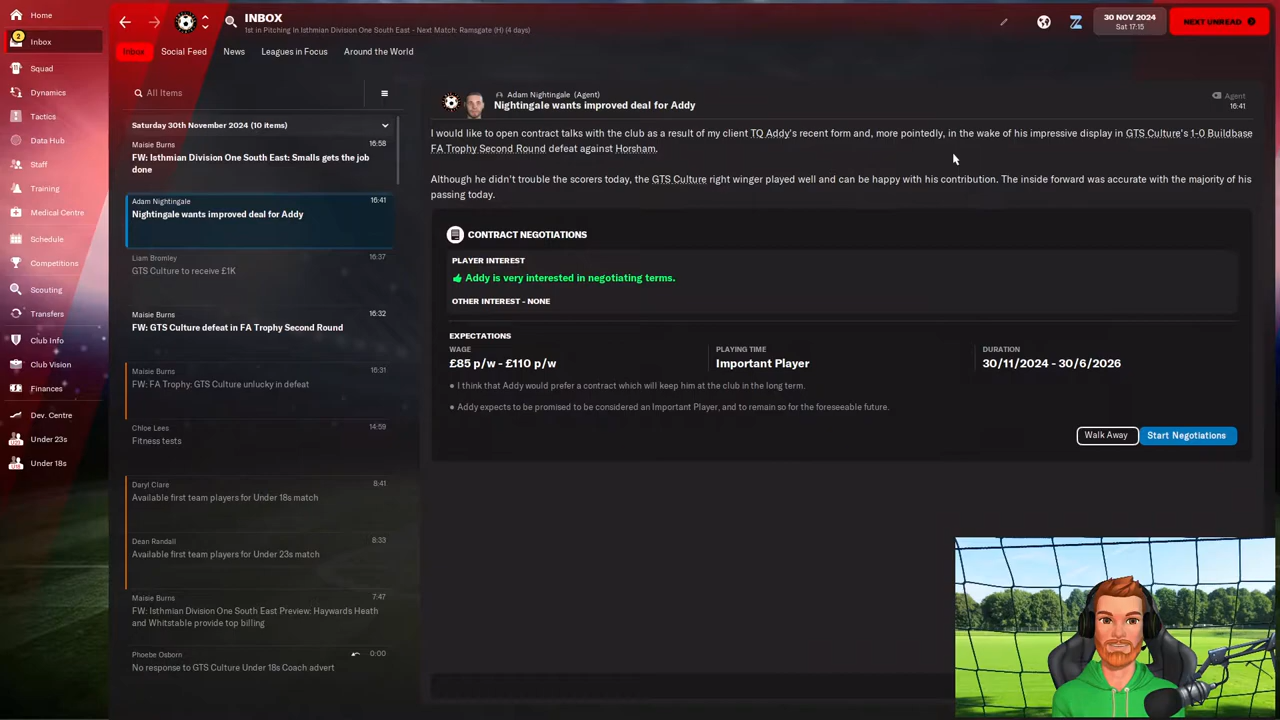 Home
2
Inbox
Squad
Dynamics
Tactics
Data Hub
Staff
Training
Medical Centre
Schedule
Competitions
Scouting
Transfers
Club Info
Club Vision
Finances
Dev. Centre
Under 23s
Under 18s
INBOX
1st in Pitching In Isthmian Division One South East - Next Match: Ramsgate (H) (4 days)
30 NOV 2024
Sat 17:15
NEXT UNREAD
Inbox
Social Feed
News
Leagues in Focus
Around the World
All Items
Saturday 30th November 2024 (10 items)
Maisie Burns
16:58
FW: Isthmian Division One South East: Smalls gets the job
done
Adam Nightingale
16:41
Nightingale wants improved deal for Addy
Liam Bromley
16:37
GTS Culture to receive £1K
Maisie Burns
16:32
FW: GTS Culture defeat in FA Trophy Second Round
Maisie Burns
16:31
FW: FA Trophy: GTS Culture unlucky in defeat
Chloe Lees
14:59
Fitness tests
Daryl Clare
8:41
Available first team players for Under 18s match
Dean Randall
8:33
Available first team players for Under 23s match
Maisie Burns
7:47
FW: Isthmian Division One South East Preview: Haywards Heath
and Whitstable provide top billing
Phoebe Osborn
0:00
No response to GTS Culture Under 18s Coach advert
Adam Nightingale (Agent)
Nightingale wants improved deal for Addy
Agent
16:41
I would like to open contract talks with the club as a result of my client TQ Addy's recent form and, more pointedly, in the wake of his impressive display in GTS Culture's 1-0 Buildbase
FA Trophy Second Round defeat against Horsham.
Although he didn't trouble the scorers today, the GTS Culture right winger played well and can be happy with his contribution. The inside forward was accurate with the majority of his
passing today.
CONTRACT NEGOTIATIONS
PLAYER INTEREST
Addy is very interested in negotiating terms.
OTHER INTEREST - NONE
EXPECTATIONS
WAGE
£85 p/w - £110 p/w
PLAYING TIME
Important Player
DURATION
30/11/2024 - 30/6/2026
● I think that Addy would prefer a contract which will keep him at the club in the long term.
● Addy expects to be promised to be considered an Important Player, and to remain so for the foreseeable future.
Walk Away
Start Negotiations